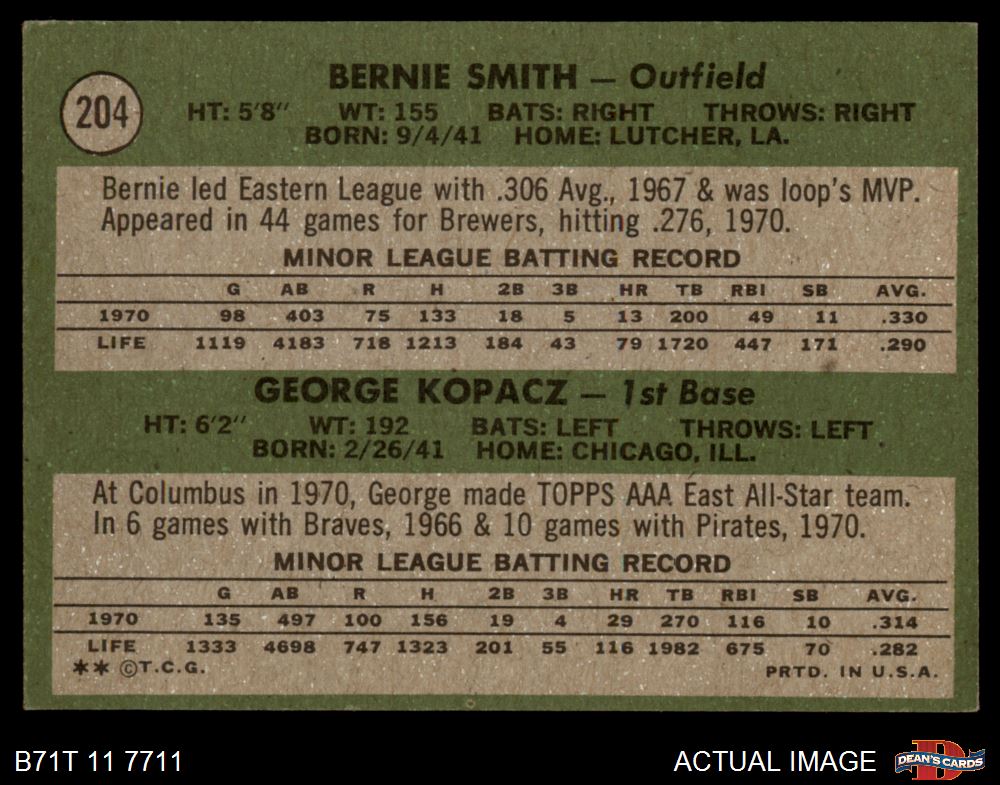 204
BERNIE SMITH — Outfield
HT: 5'8" WT: 155 BATS: RIGHT THROWS: RIGHT
BORN: 9/4/41 HOME: LUTCHER, LA.
Bernie led Eastern League with .306 Avg., 1967 & was loop's MVP.
Appeared in 44 games for Brewers, hitting .276, 1970.
MINOR LEAGUE BATTING RECORD
G AB R H 2B 3B HR TB RBI SB AVG.
1970 98 403 75 133 18 5 13 200 49 11 .330
LIFE 1119 4183 718 1213 184 43 79 1720 447 171 .290
GEORGE KOPACZ — 1st Base
HT: 6'2" WT: 192 BATS: LEFT THROWS: LEFT
BORN: 2/26/41 HOME: CHICAGO, ILL.
At Columbus in 1970, George made TOPPS AAA East All-Star team.
In 6 games with Braves, 1966 & 10 games with Pirates, 1970.
MINOR LEAGUE BATTING RECORD
G AB R H 2B 3B HR TB RBI SB AVG.
1970 135 497 100 156 19 4 29 270 116 10 .314
LIFE 1333 4698 747 1323 201 55 116 1982 675 70 .282
** ©T.C.G. PRTD. IN U.S.A.
B71T 11 7711 ACTUAL IMAGE D DEAN'S CARDS